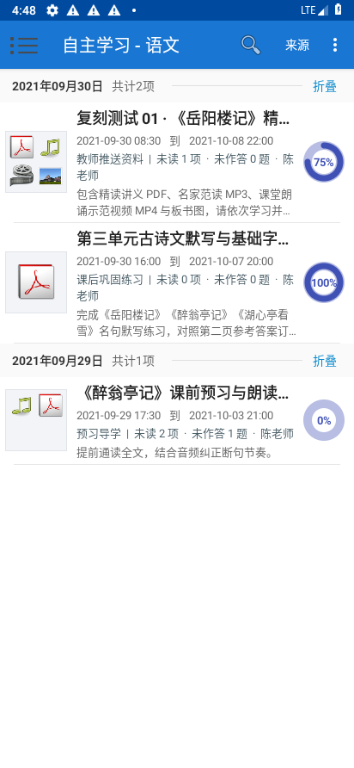 4:48
LTE
自主学习 - 语文
来源
2021年09月30日 共计2项
折叠
复刻测试 01 · 《岳阳楼记》精...
2021-09-30 08:30 到 2021-10-08 22:00
教师推送资料 | 未读 1 项 · 未作答 0 题 · 陈
老师
包含精读讲义 PDF、名家范读 MP3、课堂朗
诵示范视频 MP4 与板书图，请依次学习并...
75%
第三单元古诗文默写与基础字...
2021-09-30 16:00 到 2021-10-07 20:00
课后巩固练习 | 未读 0 项 · 未作答 0 题 · 陈
老师
完成《岳阳楼记》《醉翁亭记》《湖心亭看
雪》名句默写练习，对照第二页参考答案订...
100%
2021年09月29日 共计1项
折叠
《醉翁亭记》课前预习与朗读...
2021-09-29 17:30 到 2021-10-03 21:00
预习导学 | 未读 2 项 · 未作答 1 题 · 陈老师
提前通读全文，结合音频纠正断句节奏。
0%